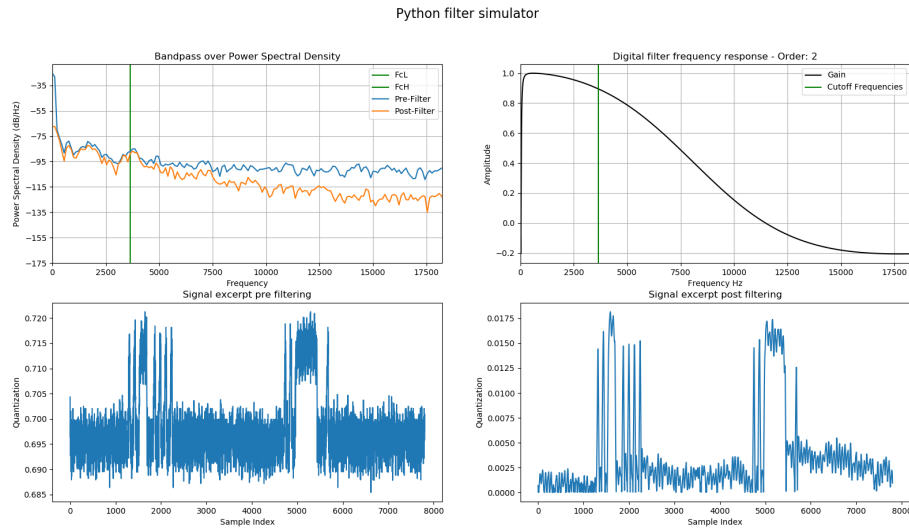 Python filter simulator
Bandpass over Power Spectral Density
−35
−55
−75
−95
−115
−135
−155
−175
Power Spectral Density (dB/Hz)
FcL
FcH
Pre-Filter
Post-Filter
0 2500 5000 7500 10000 12500 15000 17500
Frequency
Digital filter frequency response - Order: 2
1.0
0.8
0.6
0.4
0.2
0.0
−0.2
Amplitude
Gain
Cutoff Frequencies
0 2500 5000 7500 10000 12500 15000 17500
Frequency Hz
Signal excerpt pre filtering
0.720
0.715
0.710
0.705
0.700
0.695
0.690
0.685
Quantization
0 1000 2000 3000 4000 5000 6000 7000 8000
Sample Index
Signal excerpt post filtering
0.0175
0.0150
0.0125
0.0100
0.0075
0.0050
0.0025
0.0000
Quantization
0 1000 2000 3000 4000 5000 6000 7000 8000
Sample Index